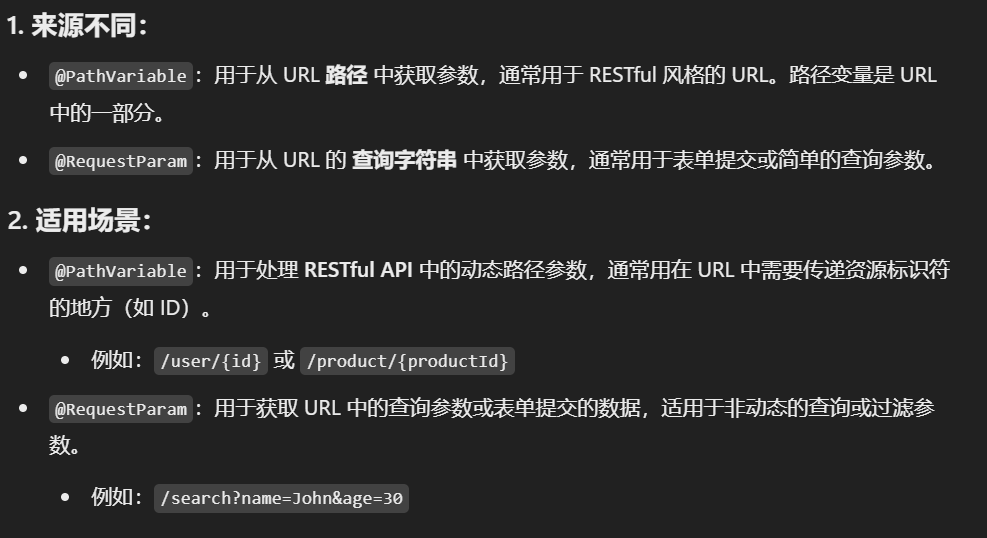 1. 来源不同：
• @PathVariable：用于从 URL 路径 中获取参数，通常用于 RESTful 风格的 URL。路径变量是 URL
中的一部分。
• @RequestParam：用于从 URL 的 查询字符串 中获取参数，通常用于表单提交或简单的查询参数。
2. 适用场景：
• @PathVariable：用于处理 RESTful API 中的动态路径参数，通常用在 URL 中需要传递资源标识符
的地方（如 ID）。
• 例如：/user/{id} 或 /product/{productId}
• @RequestParam：用于获取 URL 中的查询参数或表单提交的数据，适用于非动态的查询或过滤参
数。
• 例如：/search?name=John&age=30